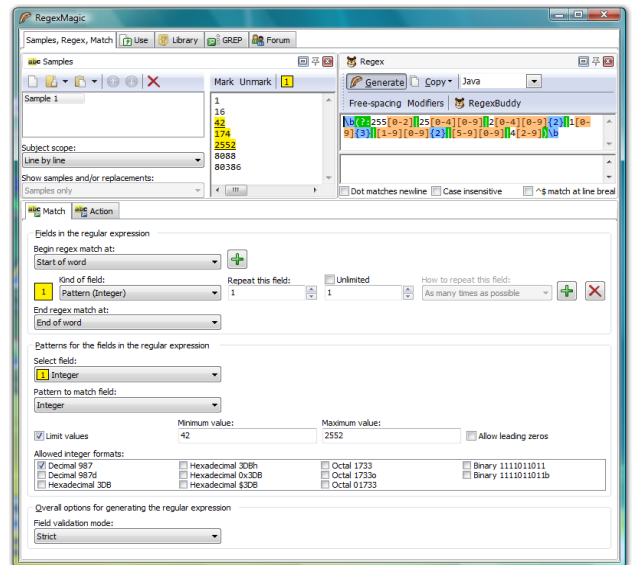 RegexMagic
Samples, Regex, Match Use Library GREP Forum
abc Samples
Mark Unmark 1
Sample 1
1
16
42
174
2552
8088
80386
Subject scope:
Line by line
Show samples and/or replacements:
Samples only
Regex
Generate Copy Java
Free-spacing Modifiers RegexBuddy
\b(?:255[0-2]|25[0-4][0-9]|2[0-4][0-9]{2}|1[0-
9]{3}|[1-9][0-9]{2}|[5-9][0-9]|4[2-9])\b
Dot matches newline Case insensitive ^$ match at line breal
abc Match abc Action
Fields in the regular expression
Begin regex match at:
Start of word
Kind of field: Repeat this field: Unlimited How to repeat this field:
1 Pattern (Integer) 1 1 As many times as possible
End regex match at:
End of word
Patterns for the fields in the regular expression
Select field:
1 Integer
Pattern to match field:
Integer
Minimum value: Maximum value:
Limit values 42 2552 Allow leading zeros
Allowed integer formats:
Decimal 987 Hexadecimal 3DBh Octal 1733 Binary 1111011011
Decimal 987d Hexadecimal 0x3DB Octal 1733o Binary 1111011011b
Hexadecimal 3DB Hexadecimal $3DB Octal 01733
Overall options for generating the regular expression
Field validation mode:
Strict